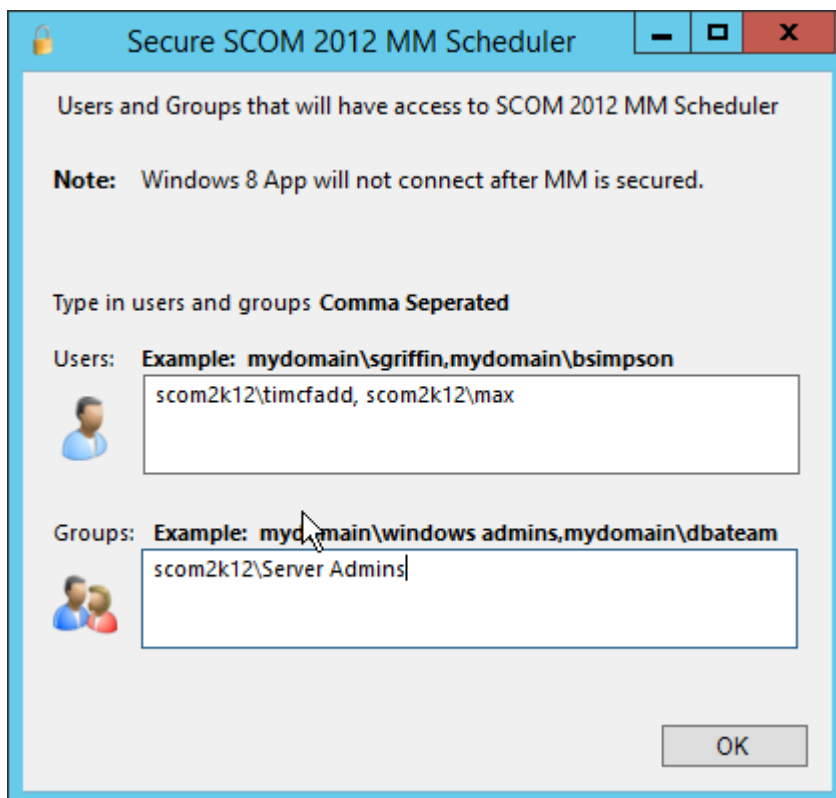 Secure SCOM 2012 MM Scheduler
Users and Groups that will have access to SCOM 2012 MM Scheduler
Note: Windows 8 App will not connect after MM is secured.
Type in users and groups Comma Seperated
Users: Example: mydomain\sgriffin,mydomain\bsimpson
scom2k12\timcfadd, scom2k12\max
Groups: Example: mydomain\windows admins,mydomain\dbateam
scom2k12\Server Admins
OK